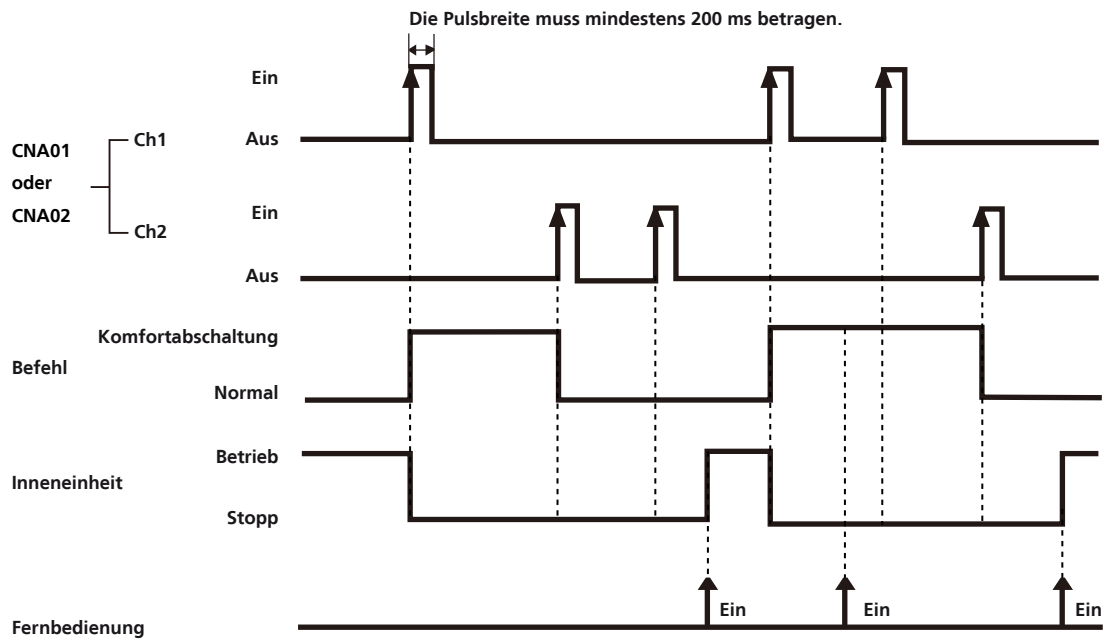 Die Pulsbreite muss mindestens 200 ms betragen.
Ein
CNA01
oder
CNA02
Ch1
Aus
Ein
Ch2
Aus
Komfortabschaltung
Befehl
Normal
Betrieb
Inneneinheit
Stopp
Ein
Ein
Ein
Fernbedienung